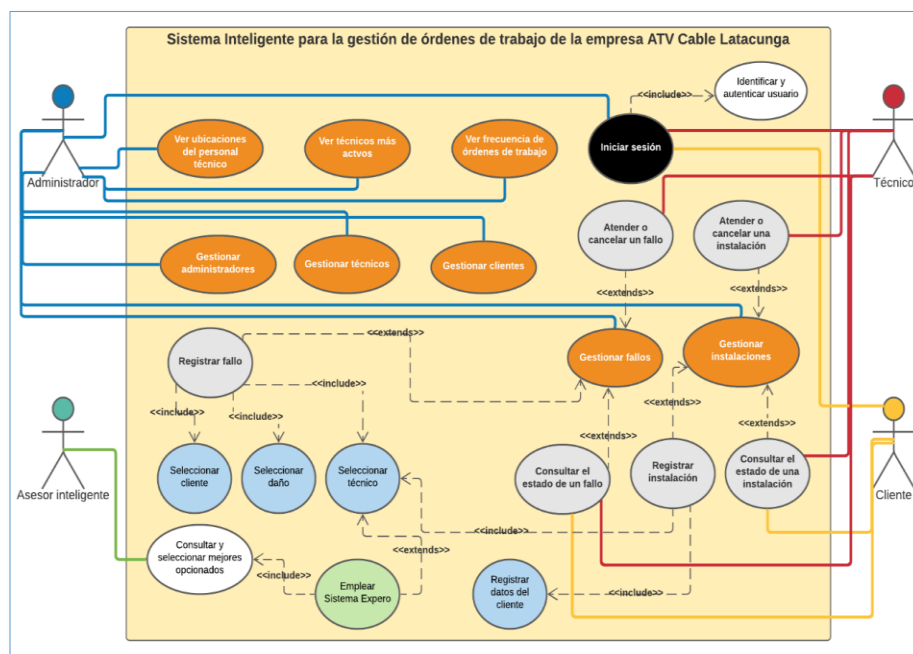 Sistema Inteligente para la gestión de órdenes de trabajo de la empresa ATV Cable Latacunga
Identificar y
autenticar usuario
<<include>>
Iniciar sesión
Ver ubicaciones
del personal
técnico
Ver técnicos más
actvos
Ver frecuencia de
órdenes de trabajo
Administrador
Técnico
Atender o
cancelar un fallo
Atender o
cancelar una
instalación
Gestionar
administradores
Gestionar técnicos
Gestionar clientes
<<extends>>
<<extends>>
<<extends>>
Registrar fallo
Gestionar fallos
Gestionar
instalaciones
<<include>>
<<include>>
<<include>>
<<extends>>
<<extends>>
<<extends>>
Seleccionar
cliente
Seleccionar daño
Seleccionar
técnico
Consultar el
estado de un fallo
Registrar
instalación
Consultar el
estado de una
instalación
Asesor inteligente
Cliente
<<include>>
<<extends>>
Consultar y
seleccionar mejores
opcionados
<<include>>
Emplear
Sistema Expero
Registrar
datos del
cliente
<<include>>